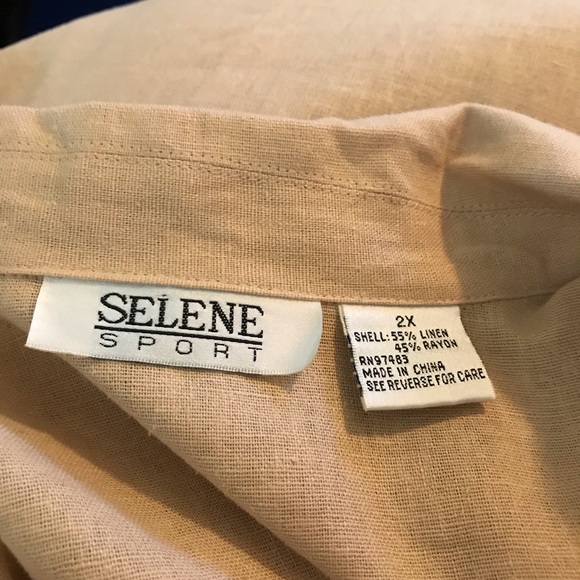 SELENE
SPORT
2X
SHELL: 55% LINEN
45% RAYON
RN97483
MADE IN CHINA
SEE REVERSE FOR CARE